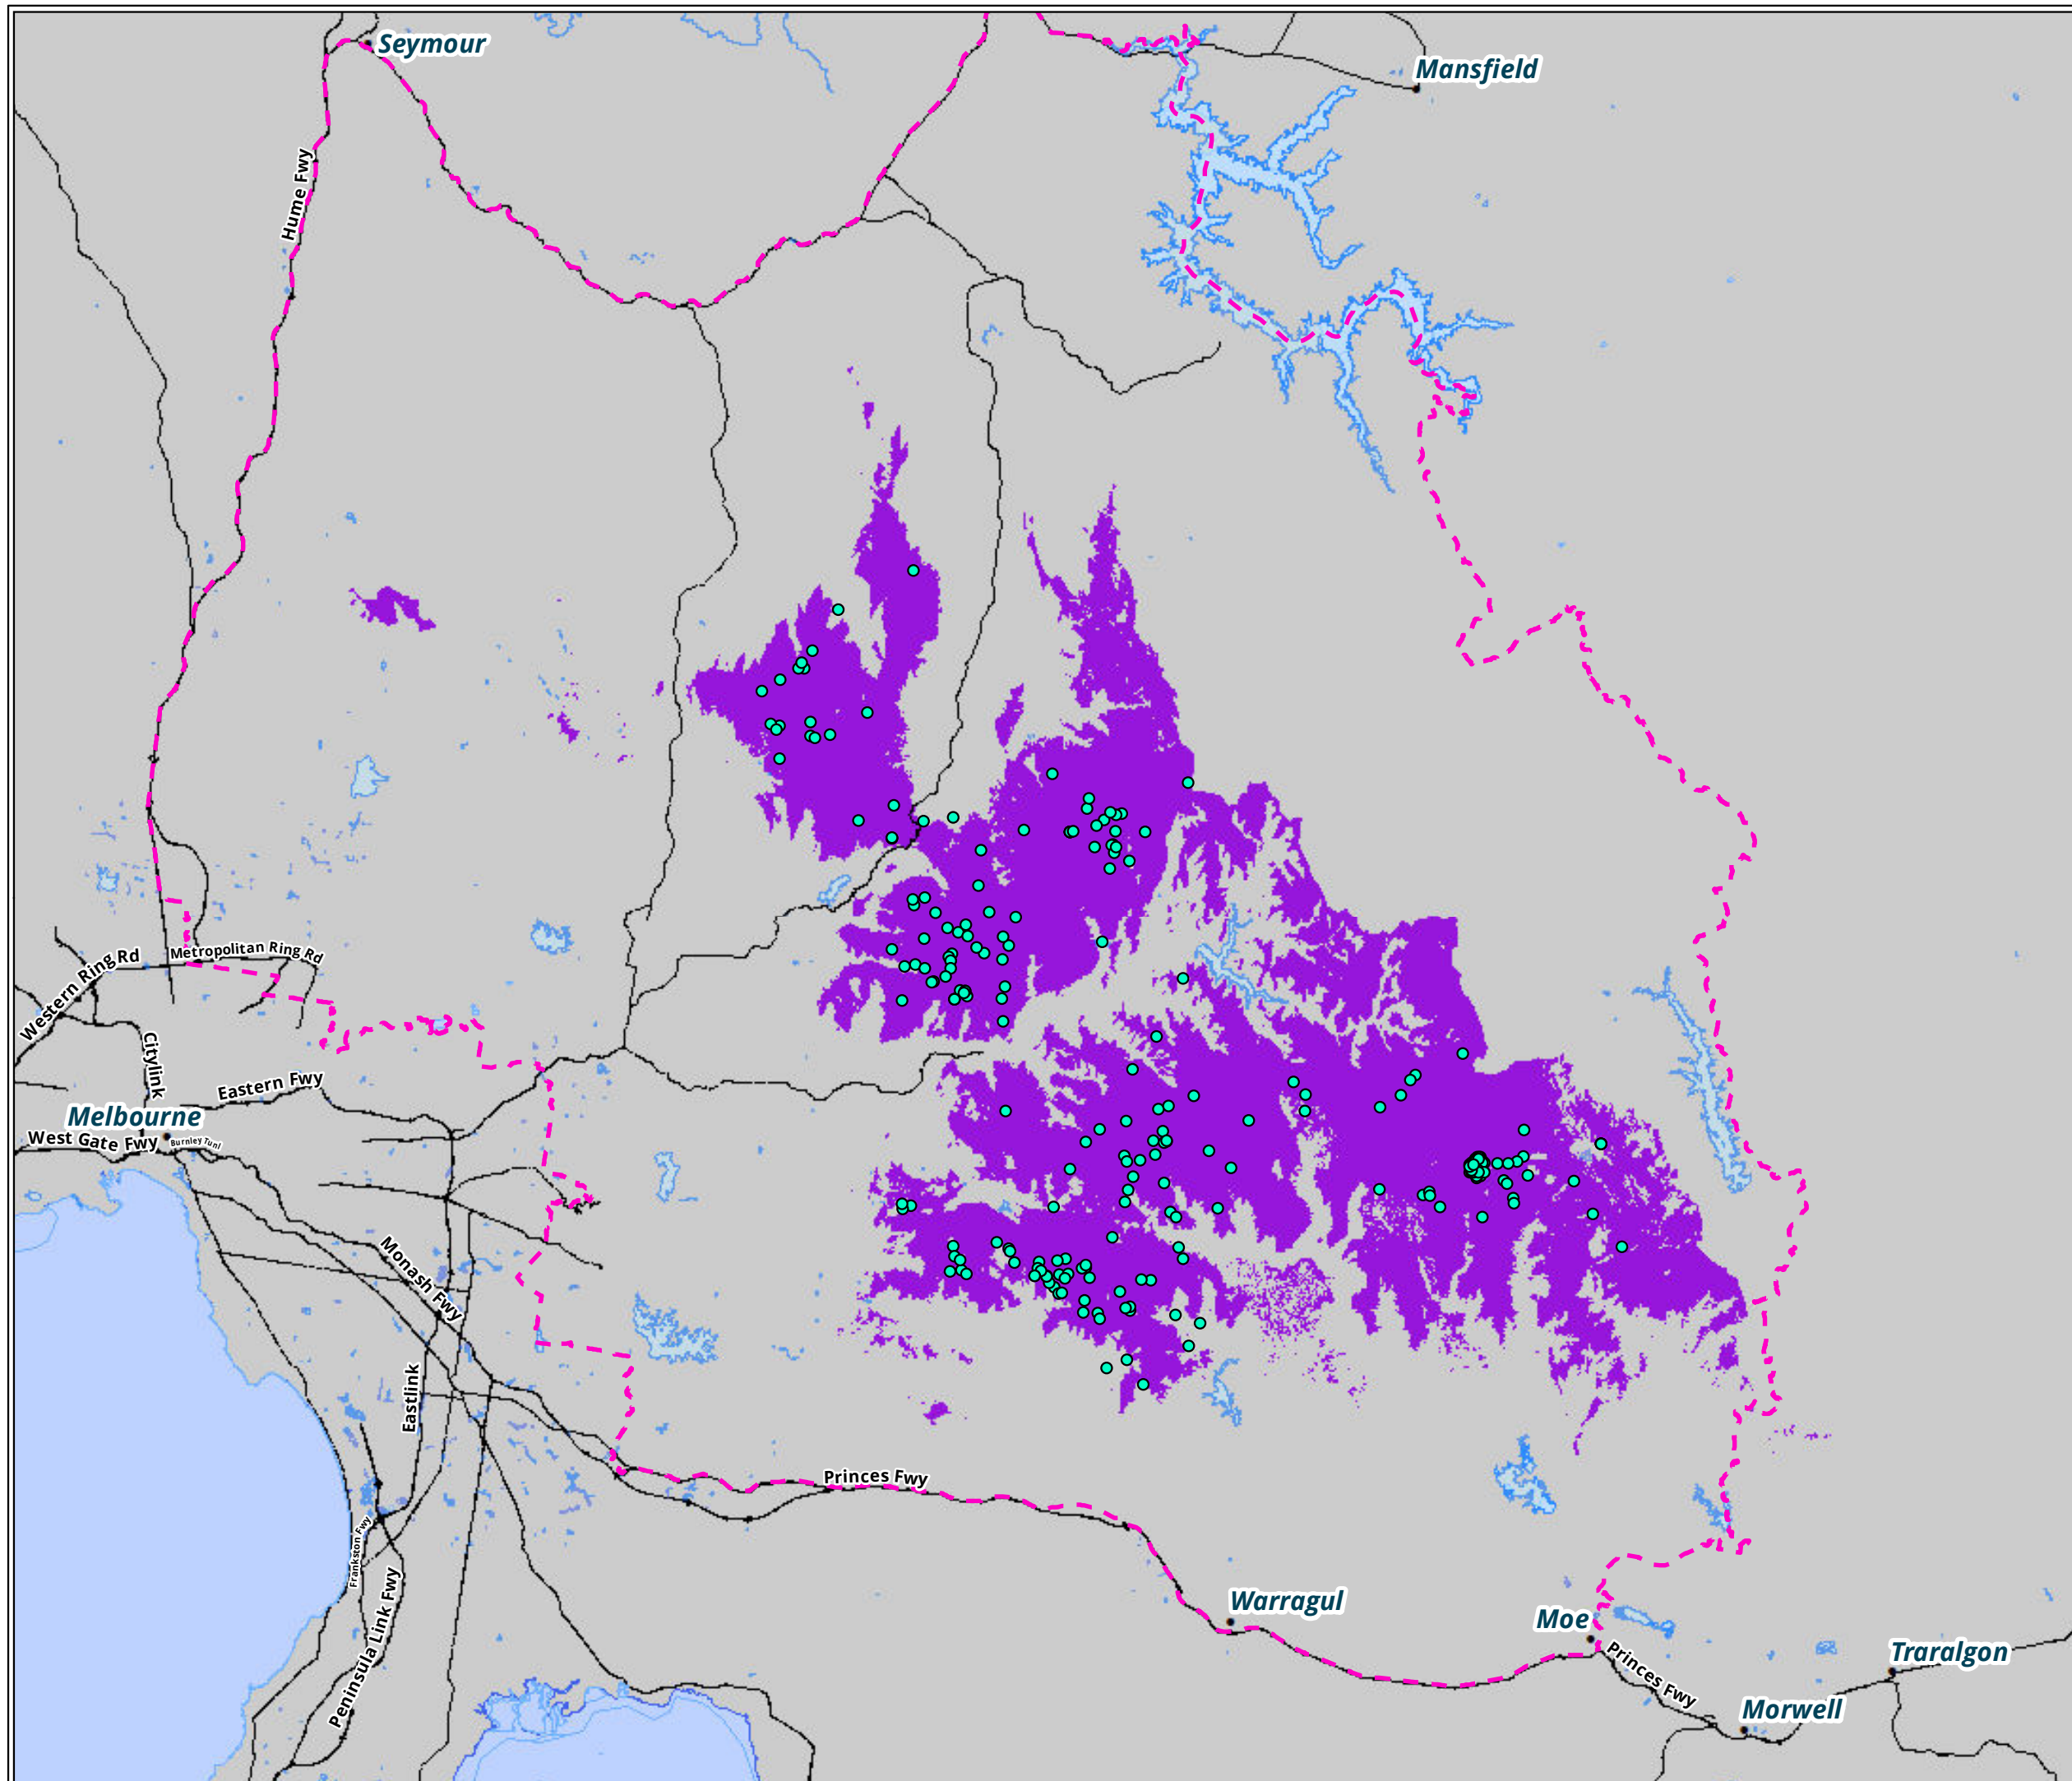 Seymour
Mansfield
Hume Fwy
Western Ring Rd
Metropolitan Ring Rd
Citylink
Eastern Fwy
Melbourne
West Gate Fwy
Burnley Tunl
Monash Fwy
Eastlink
Princes Fwy
Frankston Fwy
Peninsula Link Fwy
Warragul
Moe
Princes Fwy
Traralgon
Morwell